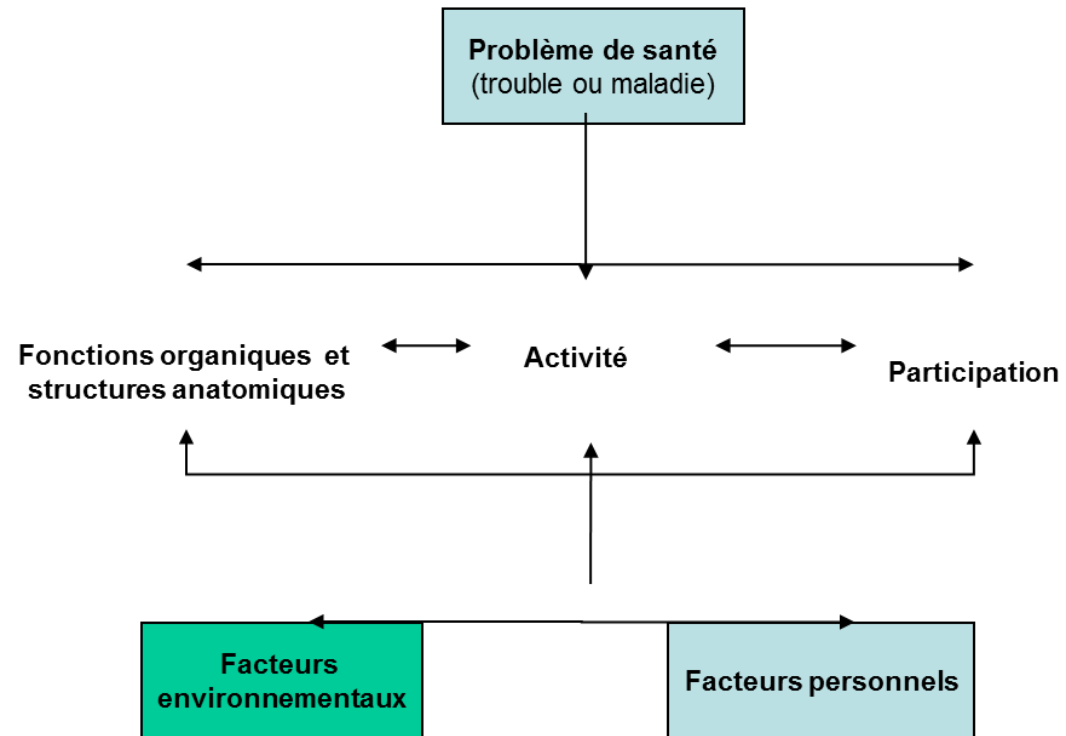 Problème de santé
(trouble ou maladie)
Fonctions organiques et
structures anatomiques
Activité
Participation
Facteurs
environnementaux
Facteurs personnels